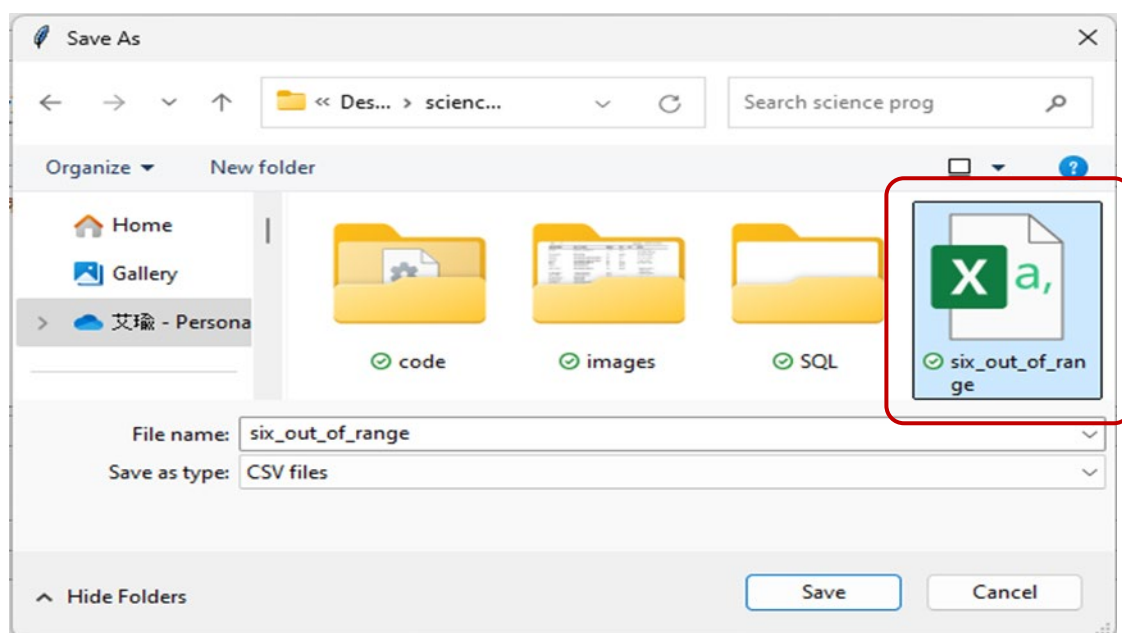 Save As
« Des... › scienc...
Search science prog
Organize
New folder
?
Home
Gallery
艾瑜 - Persona
code
images
SQL
X a,
six_out_of_ran
ge
File name: six_out_of_range
Save as type: CSV files
Hide Folders
Save
Cancel